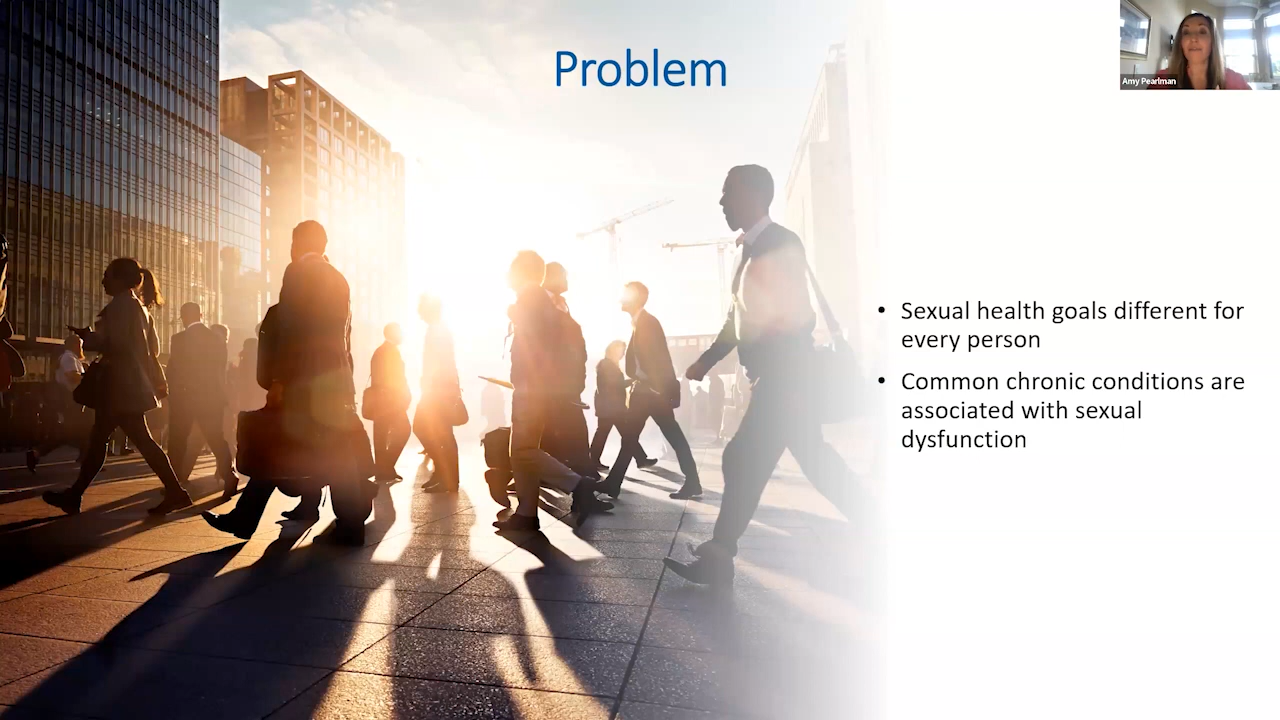 Problem
Amy Pearlman
• Sexual health goals different for
every person
• Common chronic conditions are
associated with sexual
dysfunction